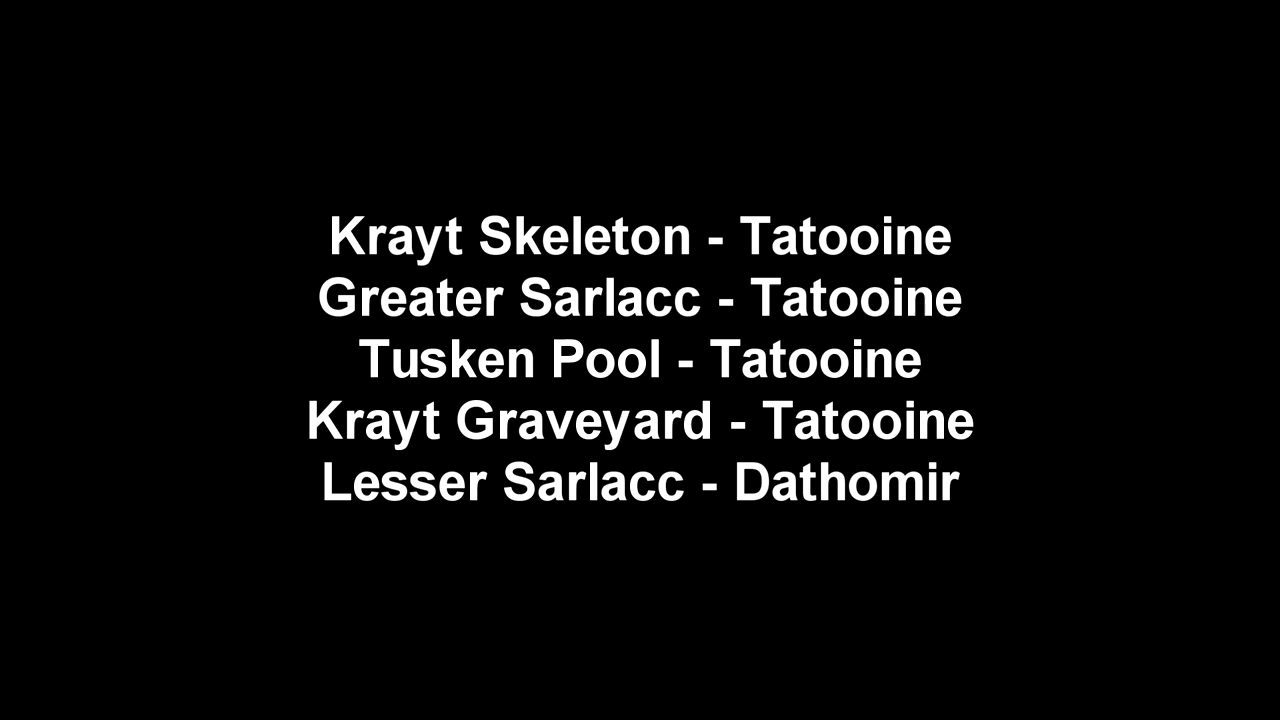 Krayt Skeleton - Tatooine
Greater Sarlacc - Tatooine
Tusken Pool - Tatooine
Krayt Graveyard - Tatooine
Lesser Sarlacc - Dathomir